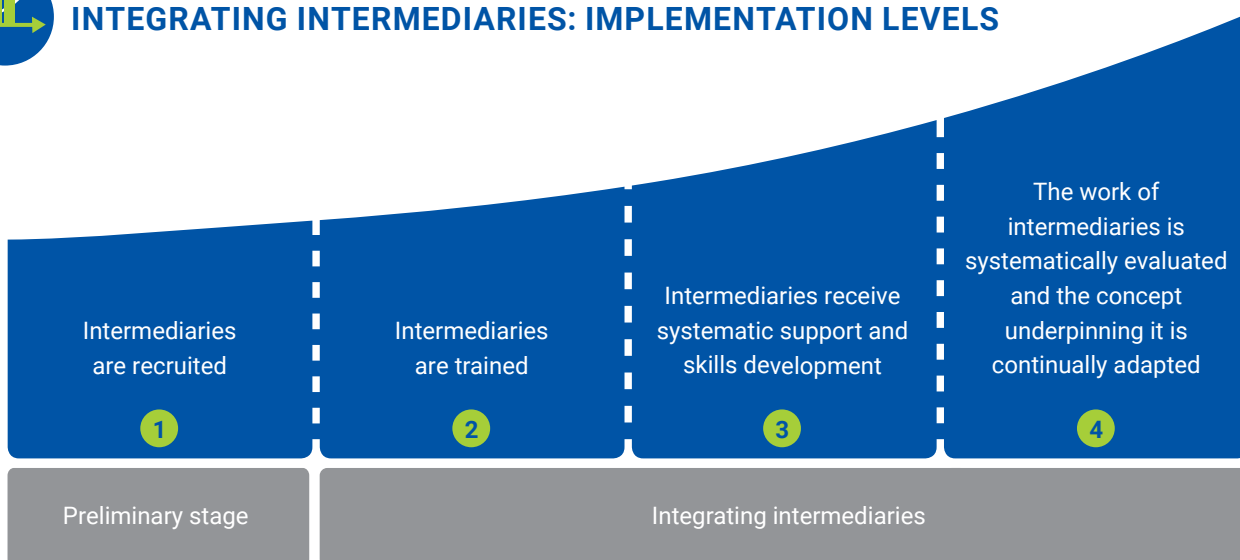 INTEGRATING INTERMEDIARIES: IMPLEMENTATION LEVELS
Intermediaries
are recruited
1
Intermediaries
are trained
2
Intermediaries receive
systematic support and
skills development
3
The work of
intermediaries is
systematically evaluated
and the concept
underpinning it is
continually adapted
4
Preliminary stage
Integrating intermediaries